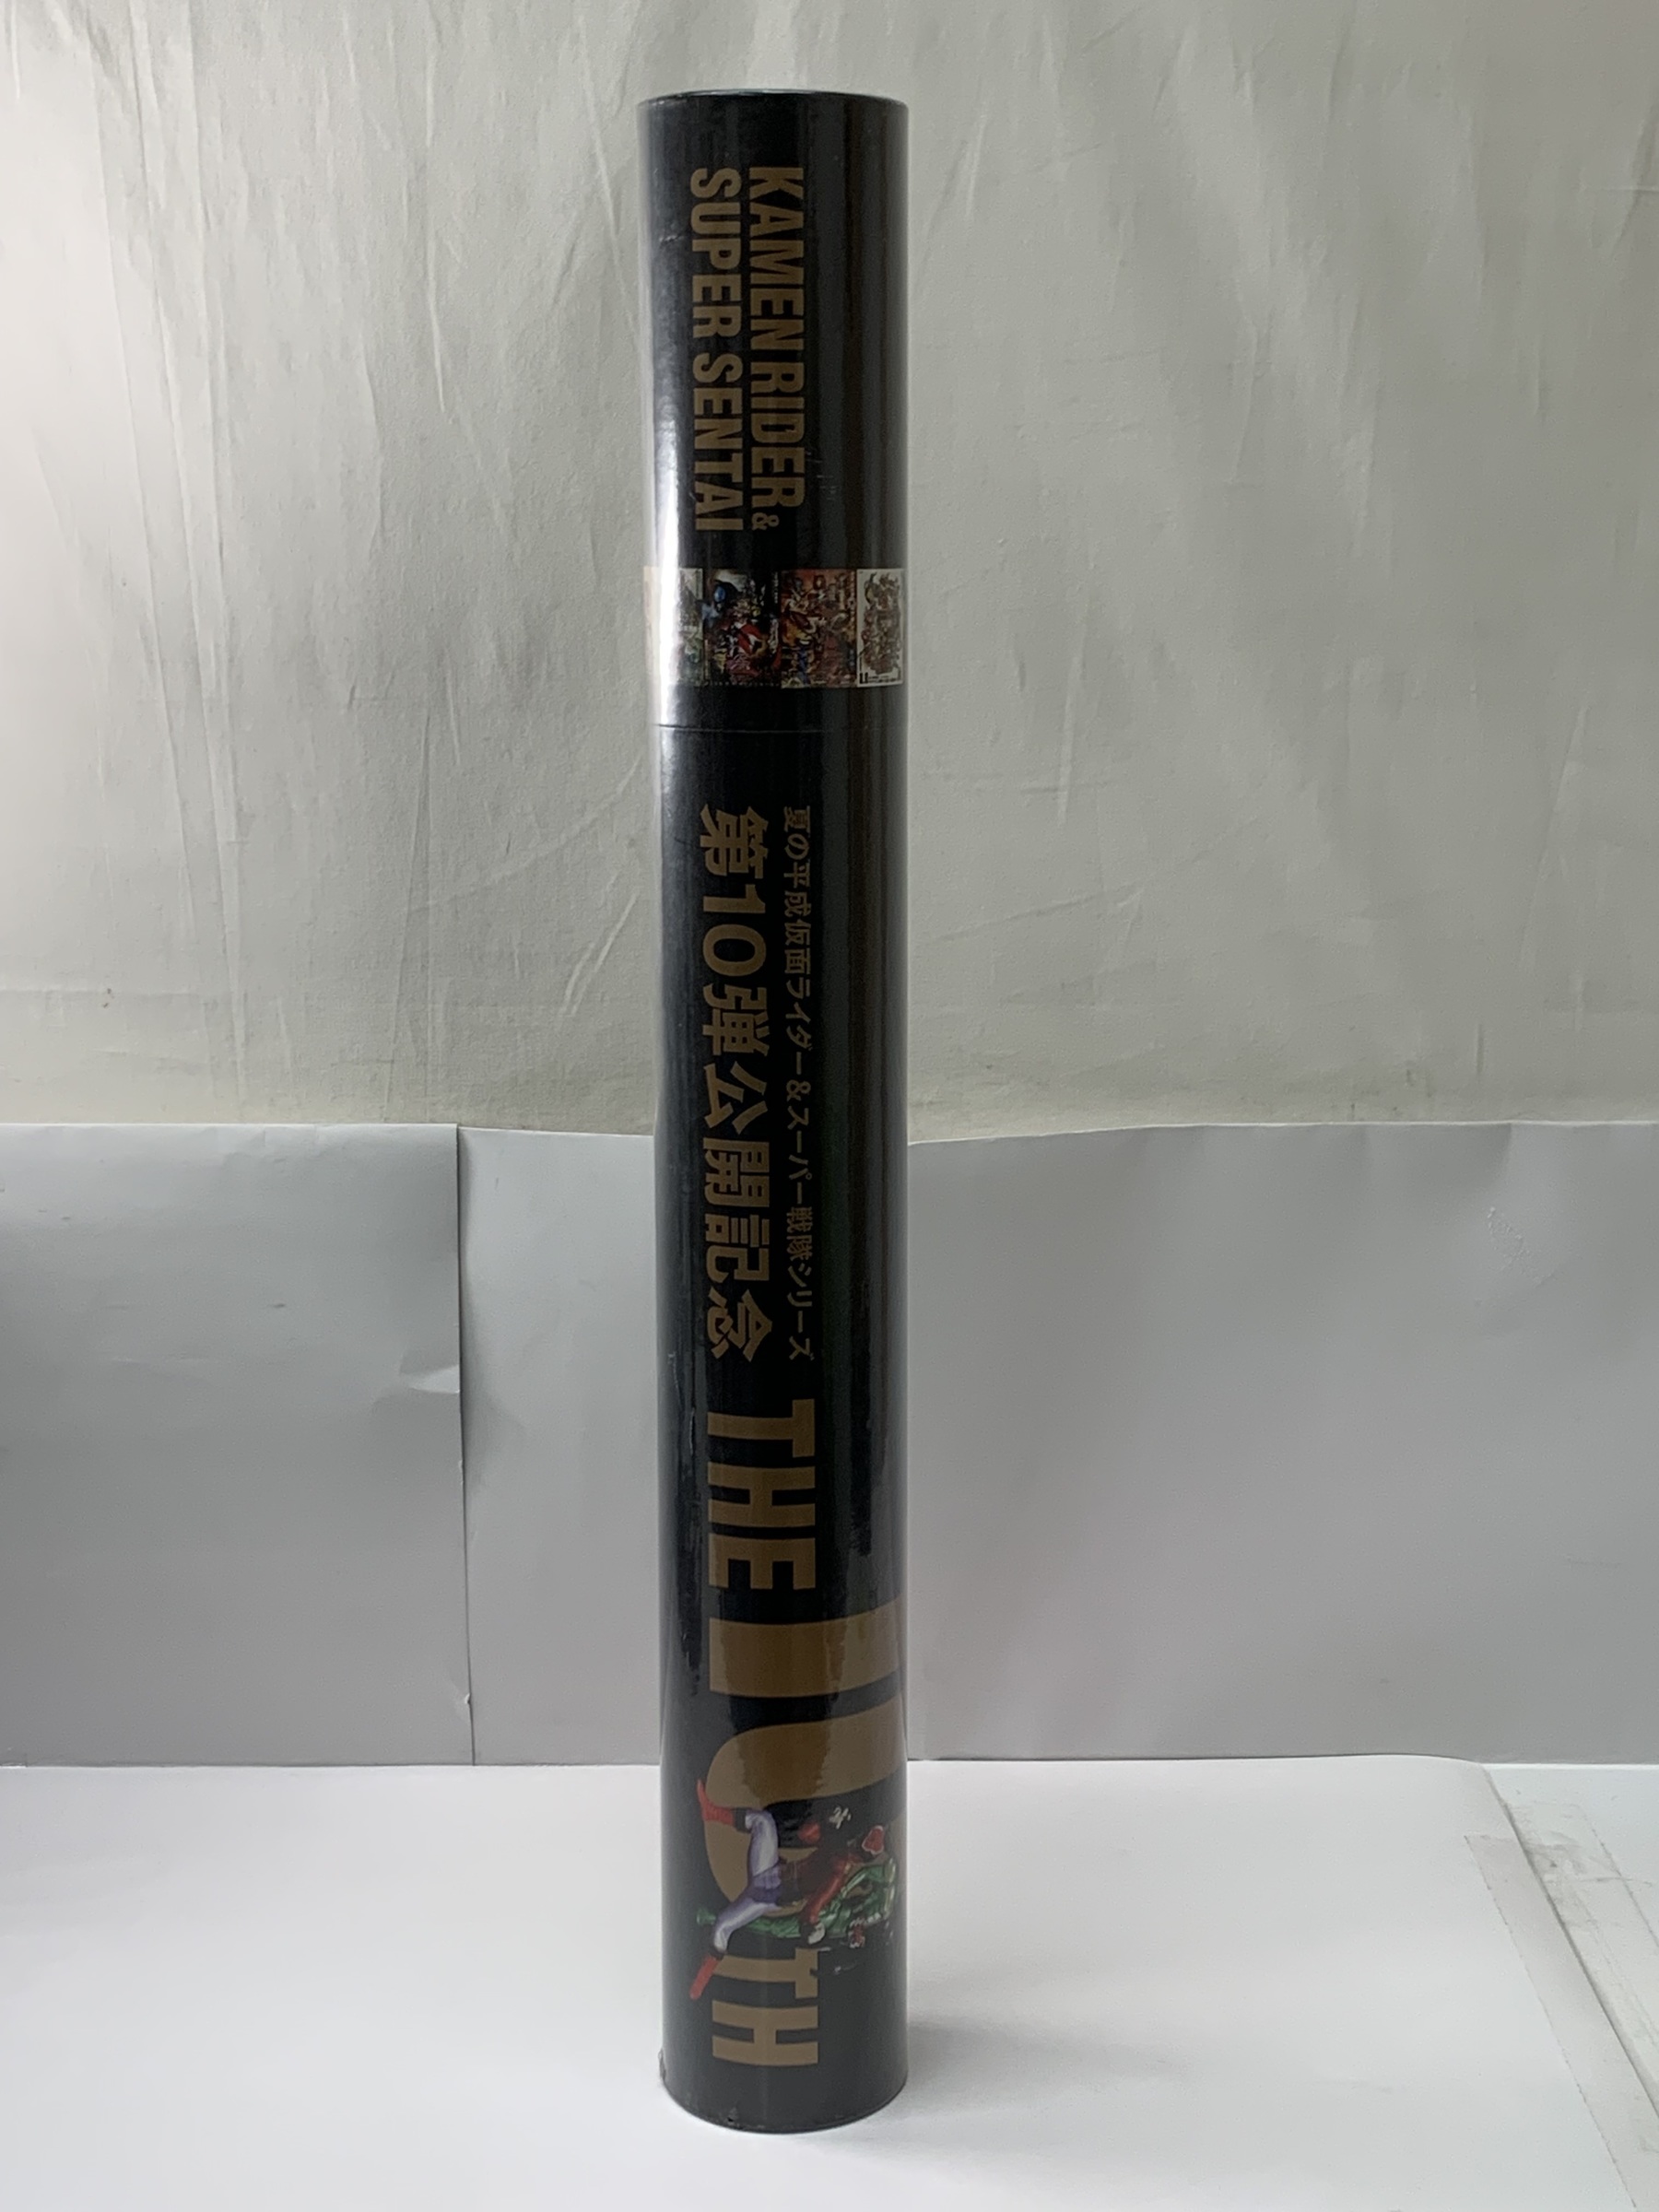 KAMEN RIDER &
SUPER SENTAI
夏の平成仮面ライダー&スーパー戦隊シリーズ
第10弾公開記念
THE 10TH